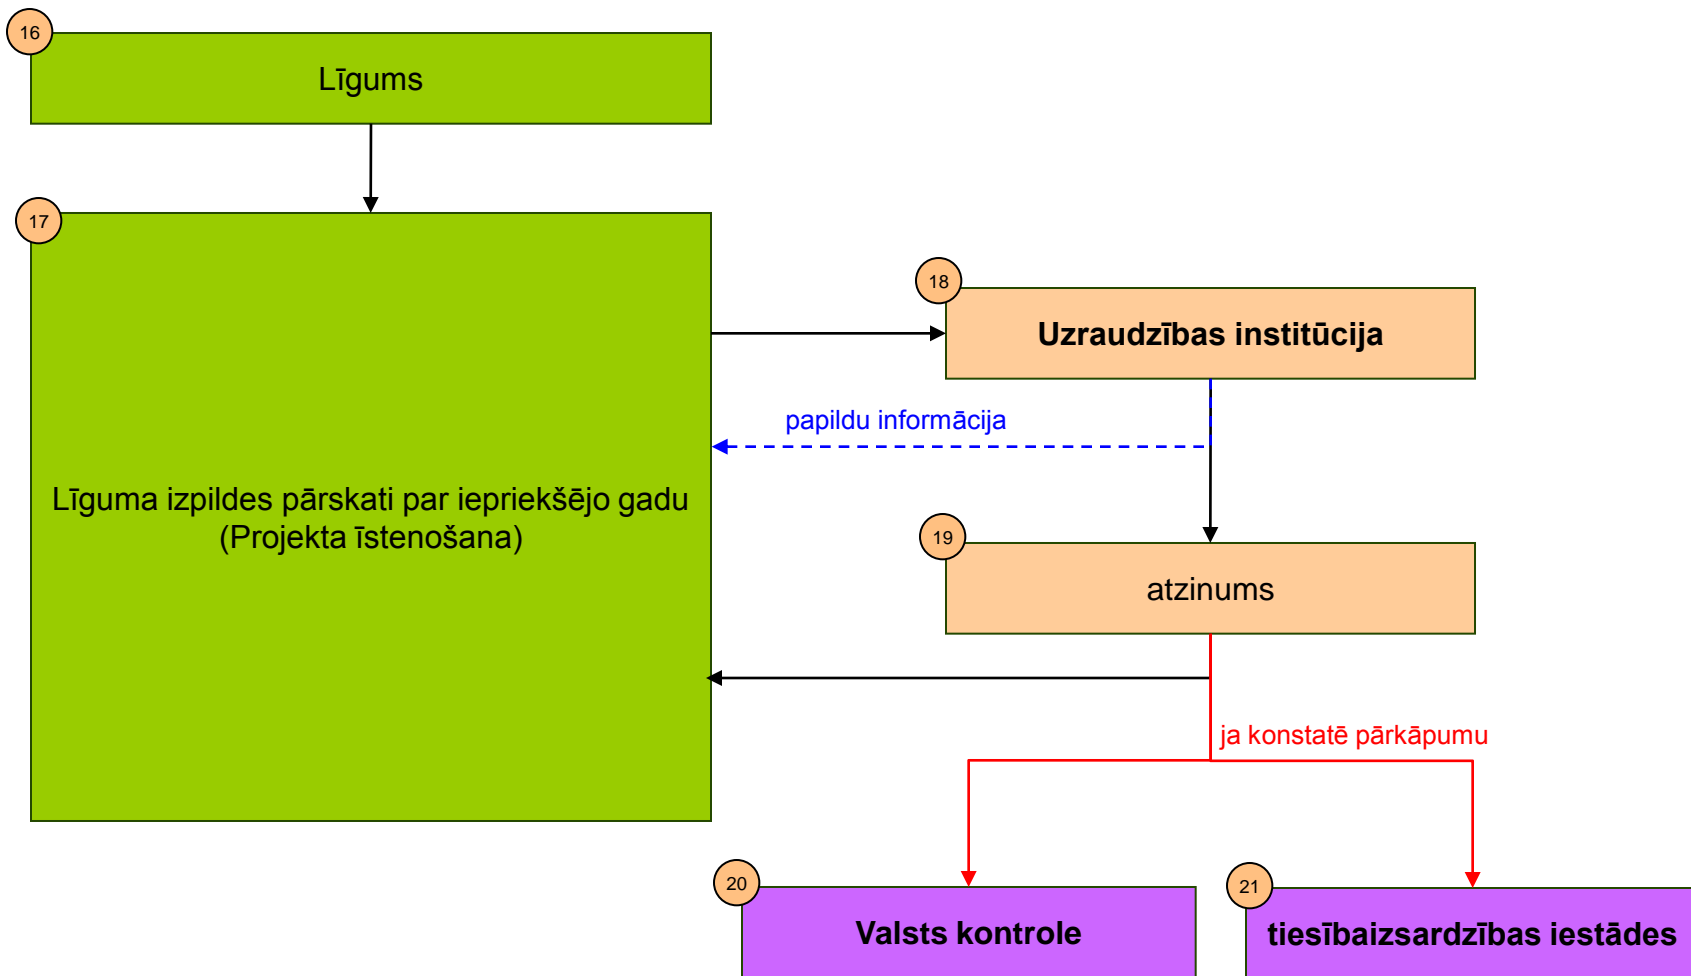 16
Līgums
17
Līguma izpildes pārskati par iepriekšējo gadu
(Projekta īstenošana)
18
Uzraudzības institūcija
papildu informācija
19
atzinums
ja konstatē pārkāpumu
20
Valsts kontrole
21
tiesībaizsardzības iestādes